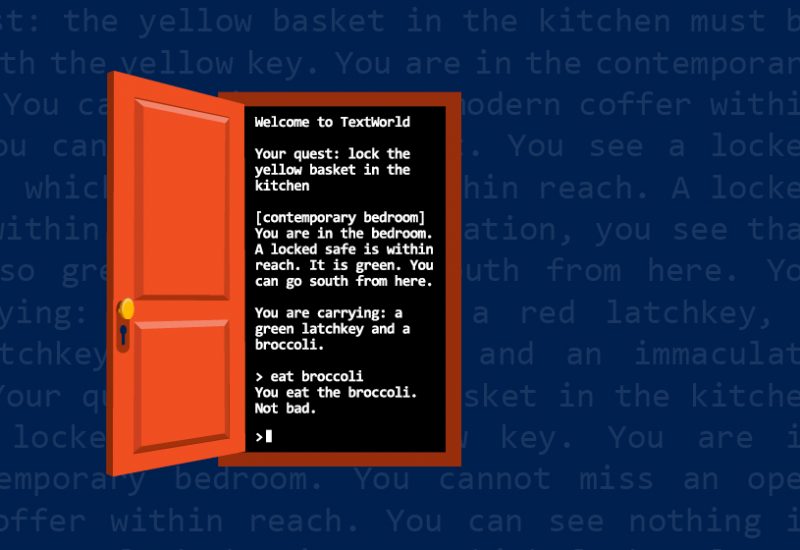 Welcome to TextWorld
Your quest: lock the
yellow basket in the
kitchen
[contemporary bedroom]
You are in the bedroom.
A locked safe is within
reach. It is green. You
can go south from here.
You are carrying: a
green latchkey and a
broccoli.
> eat broccoli
You eat the broccoli.
Not bad.
>
st: the yellow basket in the kitchen must b
th the yellow key. You are in the contemporar
You ca modern coffer withi
ou can . You see a locke
which hin reach. A locke
within ation, you see tha
so gre uth from here. Yo
ying: a red latchkey,
tchkey and an immaculat
Your qu sket in the kitche
locke w key. You are i
emporary bedroom. You cannot miss an ope
offer within reach. You can see nothing i